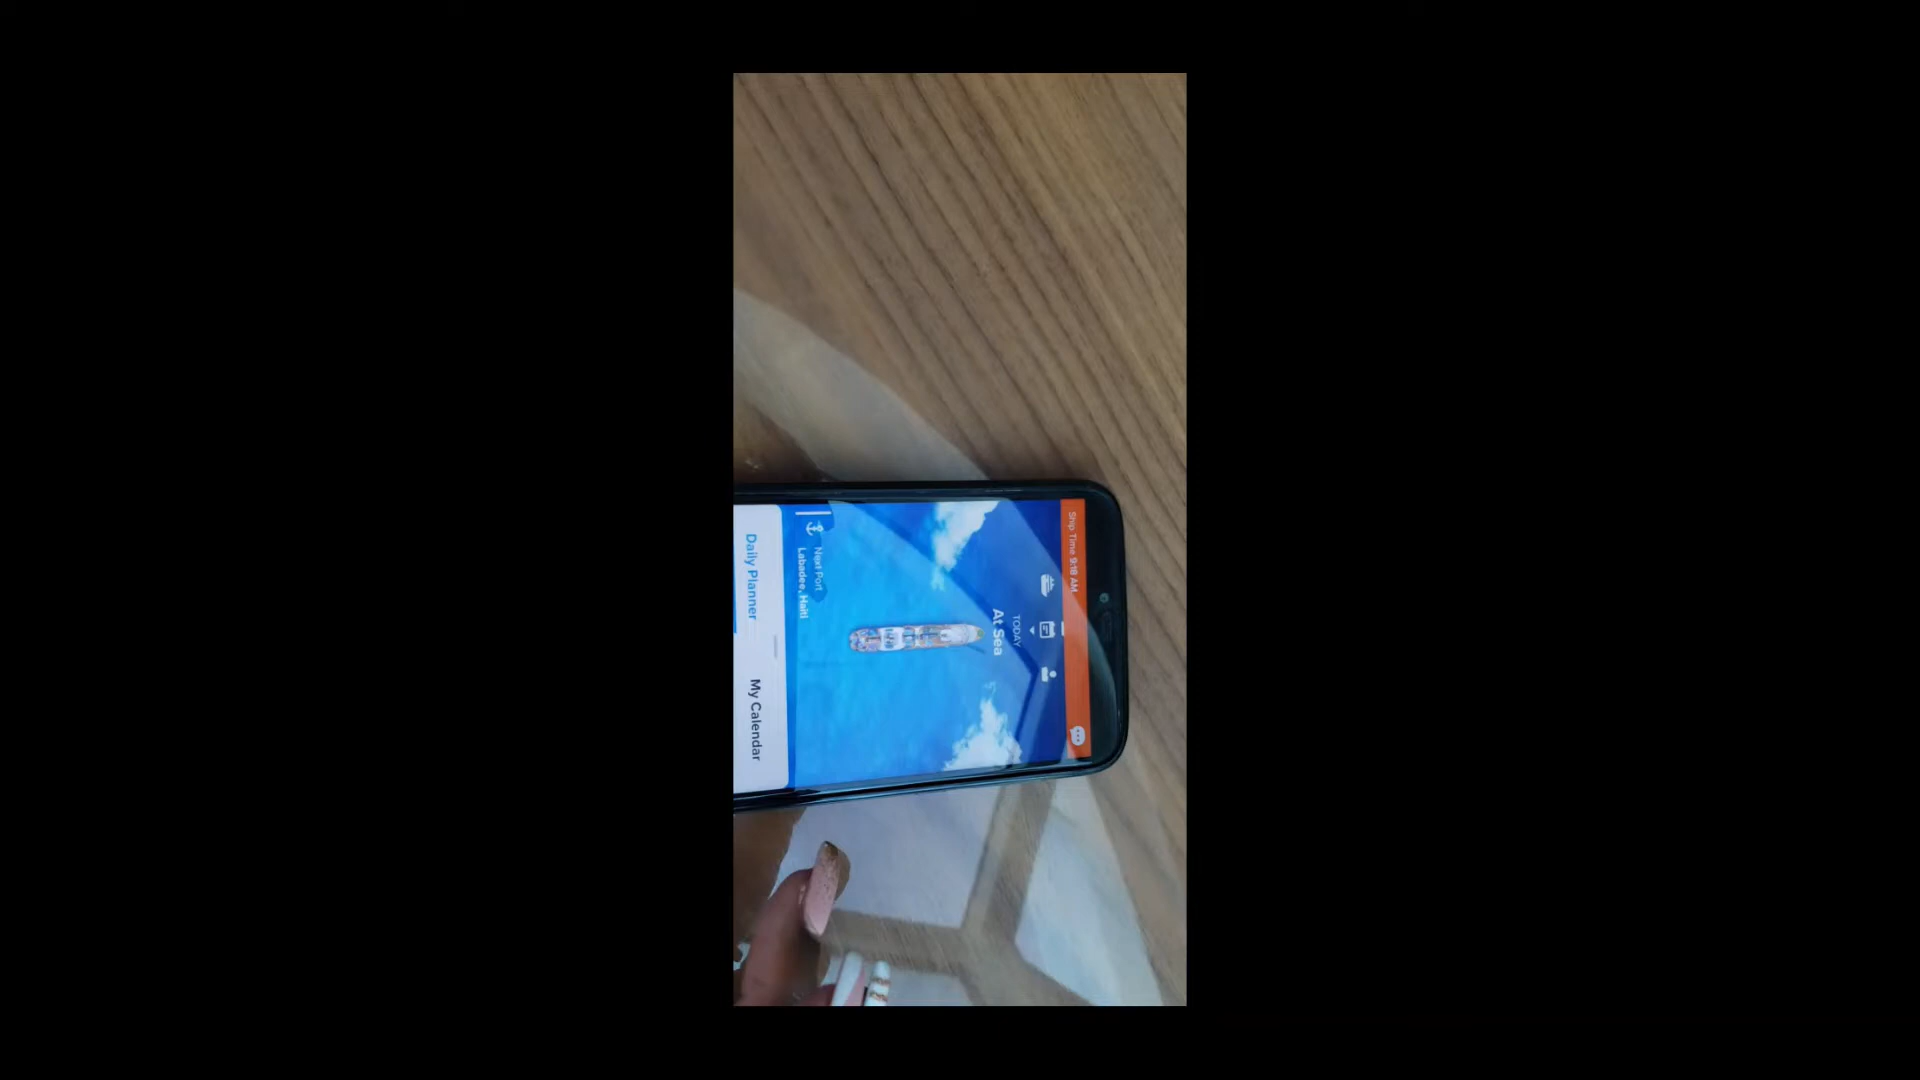 Ship Time 9:18 AM
TODAY
At Sea
Next Port
Labadee, Haiti
Daily Planner
My Calendar